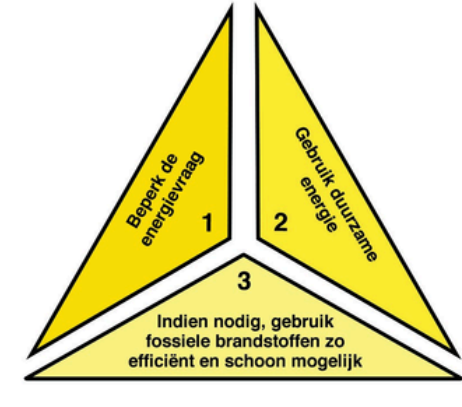 Beperk de
energievraag
1
Gebruik duurzame
energie
2
3
Indien nodig, gebruik
fossiele brandstoffen zo
efficiënt en schoon mogelijk